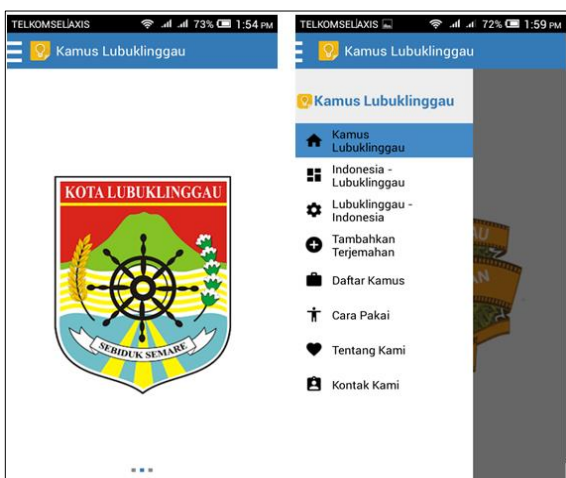 TELKOMSEL|AXIS 73% 1:54 PM
Kamus Lubuklinggau
KOTA LUBUKLINGGAU
SEBIDUK SEMARE
TELKOMSEL|AXIS 72% 1:59 PM
Kamus Lubuklinggau
Kamus Lubuklinggau
Kamus
Lubuklinggau
Indonesia -
Lubuklinggau
Lubuklinggau -
Indonesia
Tambahkan
Terjemahan
Daftar Kamus
Cara Pakai
Tentang Kami
Kontak Kami